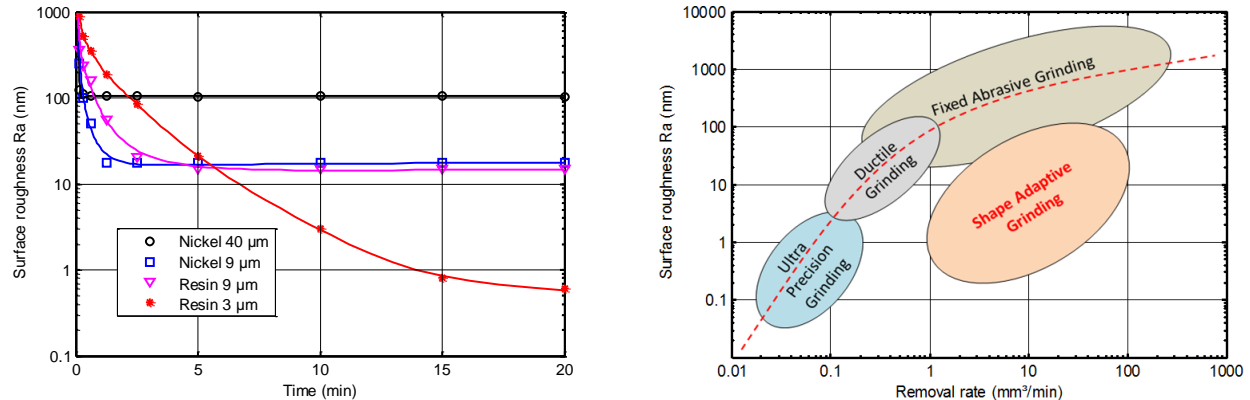 Surface roughness Ra (nm)
1000
100
10
1
0.1
0
5
10
15
20
Time (min)
Nickel 40 µm
Nickel 9 µm
Resin 9 µm
Resin 3 µm
Surface roughness Ra (nm)
10000
1000
100
10
1
0.1
0.01
0.1
1
10
100
1000
Removal rate (mm³/min)
Fixed Abrasive Grinding
Ductile
Grinding
Ultra
Precision
Grinding
Shape Adaptive
Grinding